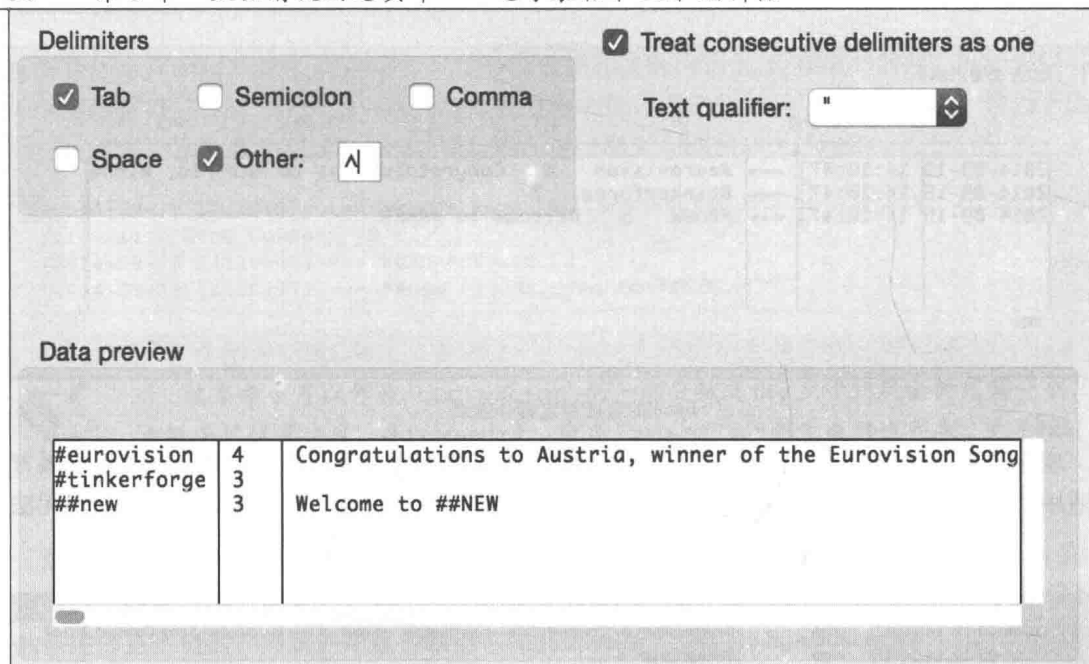 Delimiters
Treat consecutive delimiters as one
Tab Semicolon Comma
Text qualifier: "
Space Other: ^
Data preview
#eurovision 4 Congratulations to Austria, winner of the Eurovision Song
#tinkerforge 3
##new 3 Welcome to ##NEW